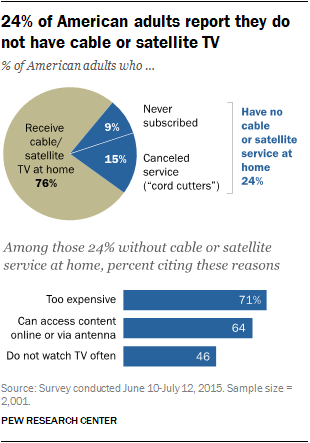 24% of American adults report they do
not have cable or satellite TV
% of American adults who ...
Receive
cable/
satellite
TV at home
76%
9%
Never
subscribed
15%
Canceled
service
(“cord cutters”)
Have no
cable
or satellite
service at
home
24%
Among those 24% without cable or satellite
service at home, percent citing these reasons
Too expensive 71%
Can access content
online or via antenna 64
Do not watch TV often 46
Source: Survey conducted June 10-July 12, 2015. Sample size =
2,001.
PEW RESEARCH CENTER